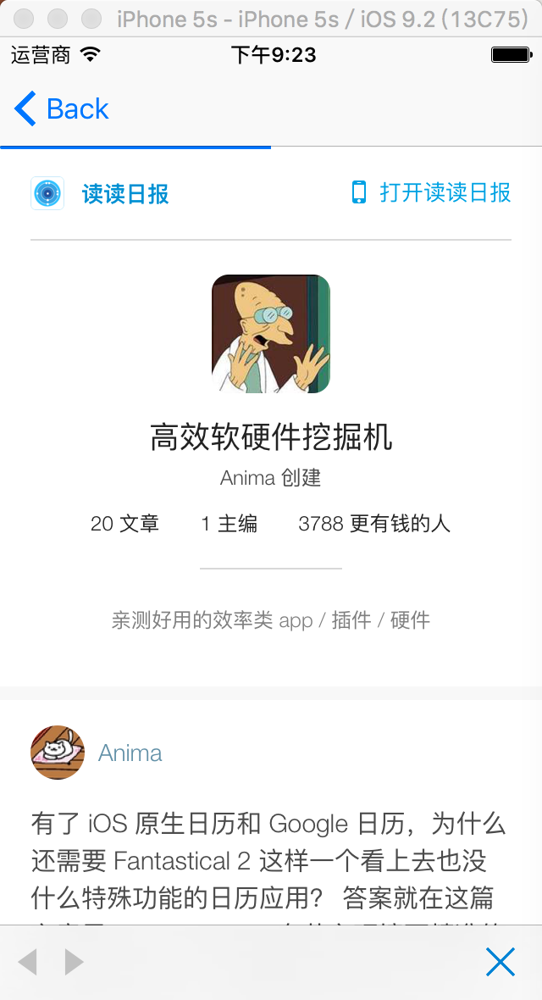 iPhone 5s - iPhone 5s / iOS 9.2 (13C75)
运营商 下午9:23
Back
读读日报 打开读读日报
高效软硬件挖掘机
Anima 创建
20 文章 1 主编 3788 更有钱的人
亲测好用的效率类 app / 插件 / 硬件
Anima
有了 iOS 原生日历和 Google 日历，为什么
还需要 Fantastical 2 这样一个看上去也没
什么特殊功能的日历应用？ 答案就在这篇